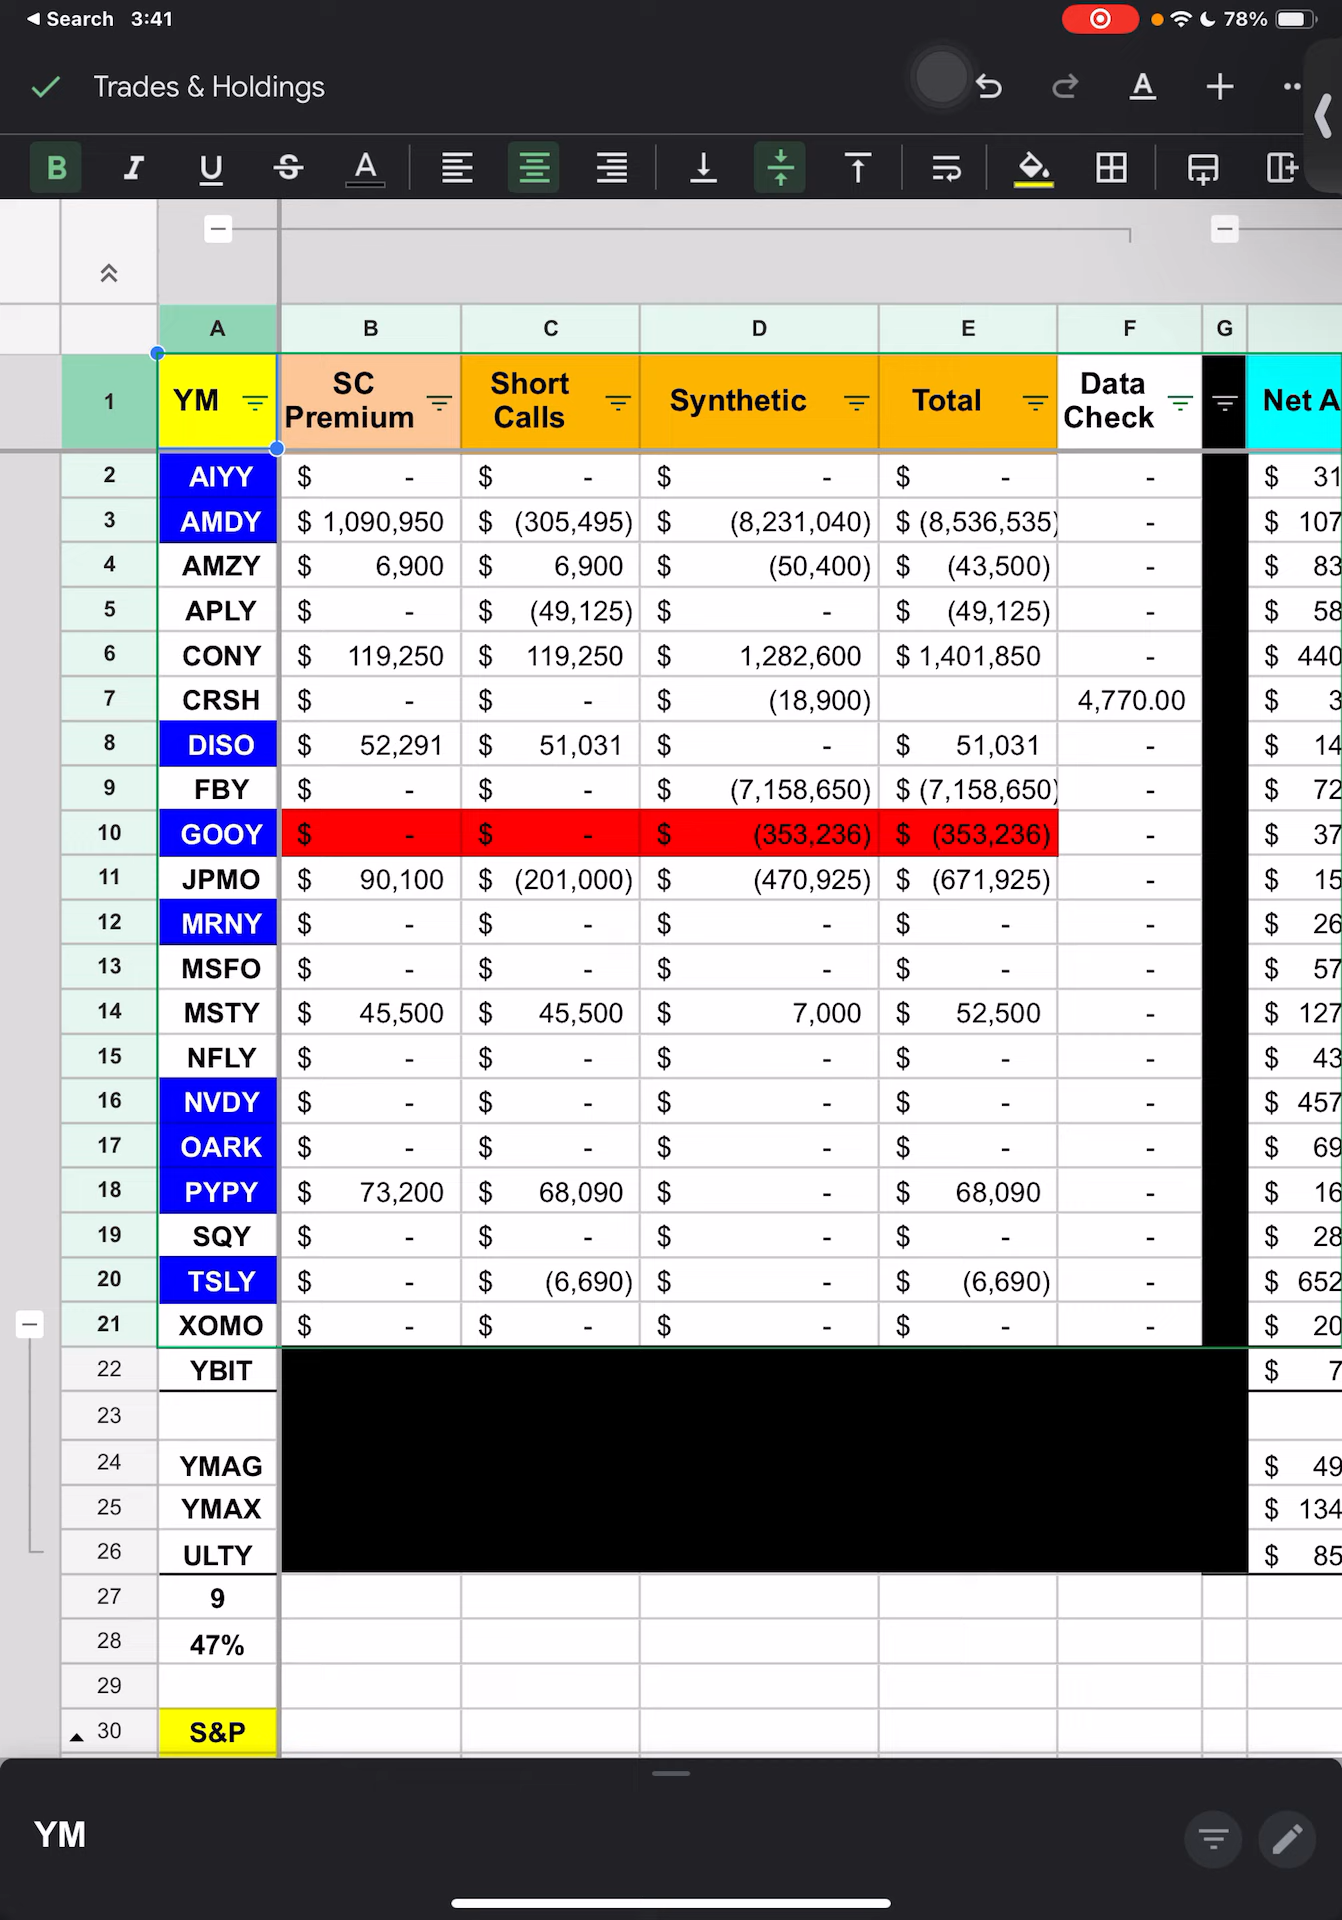 Search 3:41 78%
Trades & Holdings A
B I U S A
A B C D E F G
1 YM SC Premium Short Calls Synthetic Total Data Check Net A
2 AIYY $ - $ - $ - $ - - $ 31
3 AMDY $ 1,090,950 $ (305,495) $ (8,231,040) $ (8,536,535) - $ 107
4 AMZY $ 6,900 $ 6,900 $ (50,400) $ (43,500) - $ 83
5 APLY $ - $ (49,125) $ - $ (49,125) - $ 58
6 CONY $ 119,250 $ 119,250 $ 1,282,600 $ 1,401,850 - $ 440
7 CRSH $ - $ - $ (18,900) 4,770.00 $ 3
8 DISO $ 52,291 $ 51,031 $ - $ 51,031 - $ 14
9 FBY $ - $ - $ (7,158,650) $ (7,158,650) - $ 72
10 GOOY $ - $ - $ (353,236) $ (353,236) - $ 37
11 JPMO $ 90,100 $ (201,000) $ (470,925) $ (671,925) - $ 15
12 MRNY $ - $ - $ - $ - - $ 26
13 MSFO $ - $ - $ - $ - - $ 57
14 MSTY $ 45,500 $ 45,500 $ 7,000 $ 52,500 - $ 127
15 NFLY $ - $ - $ - $ - - $ 43
16 NVDY $ - $ - $ - $ - - $ 457
17 OARK $ - $ - $ - $ - - $ 69
18 PYPY $ 73,200 $ 68,090 $ - $ 68,090 - $ 16
19 SQY $ - $ - $ - $ - - $ 28
20 TSLY $ - $ (6,690) $ - $ (6,690) - $ 652
21 XOMO $ - $ - $ - $ - - $ 20
22 YBIT $ 7
23
24 YMAG $ 49
25 YMAX $ 134
26 ULTY $ 85
27 9
28 47%
29
30 S&P
YM